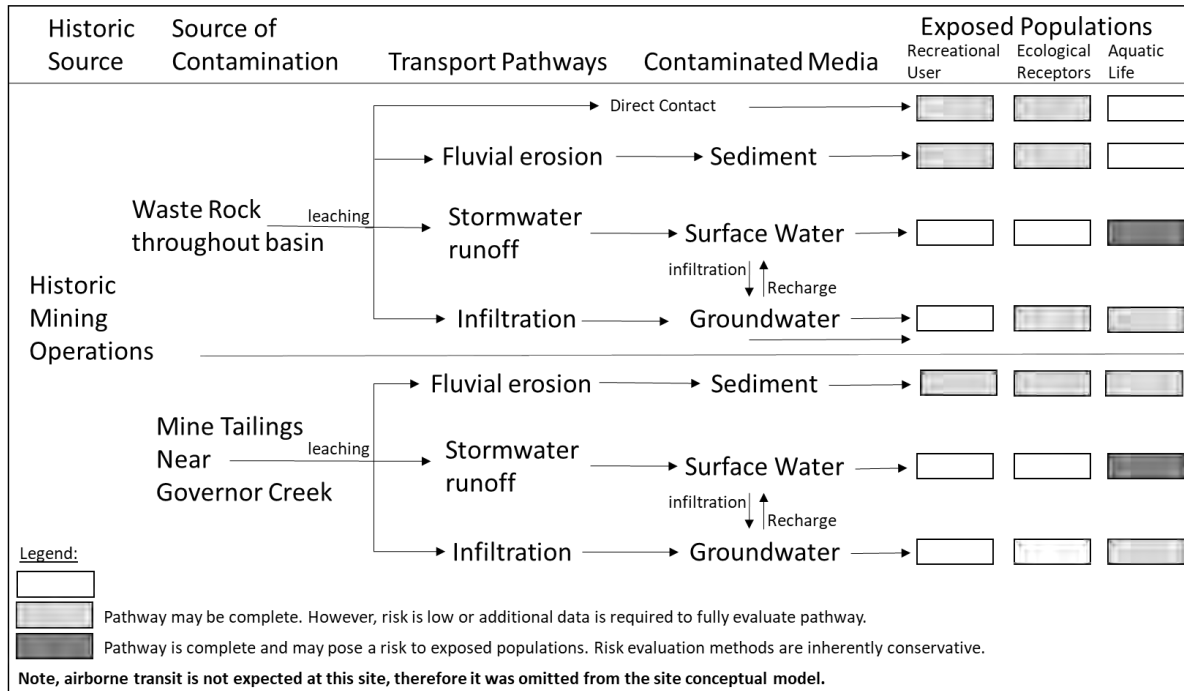 Historic Source
Source of Contamination
Transport Pathways
Contaminated Media
Exposed Populations
Recreational User
Ecological Receptors
Aquatic Life
Direct Contact
Fluvial erosion
Sediment
Waste Rock throughout basin
leaching
Stormwater runoff
Surface Water
infiltration
Recharge
Infiltration
Groundwater
Historic Mining Operations
Fluvial erosion
Sediment
Mine Tailings Near Governor Creek
leaching
Stormwater runoff
Surface Water
infiltration
Recharge
Infiltration
Groundwater
Legend:
Pathway may be complete. However, risk is low or additional data is required to fully evaluate pathway.
Pathway is complete and may pose a risk to exposed populations. Risk evaluation methods are inherently conservative.
Note, airborne transit is not expected at this site, therefore it was omitted from the site conceptual model.